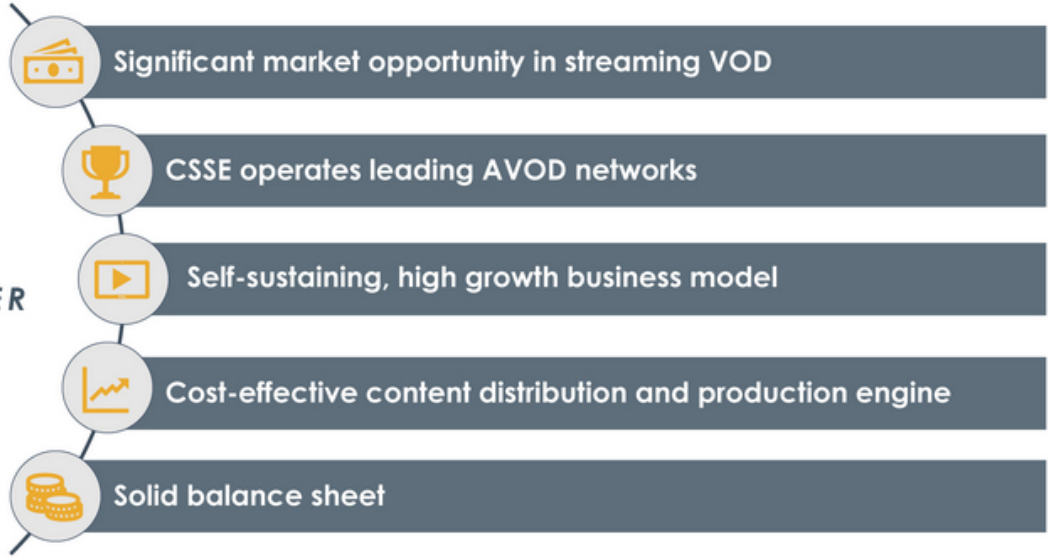 Significant market opportunity in streaming VOD
CSSE operates leading AVOD networks
Self-sustaining, high growth business model
ER
Cost-effective content distribution and production engine
Solid balance sheet